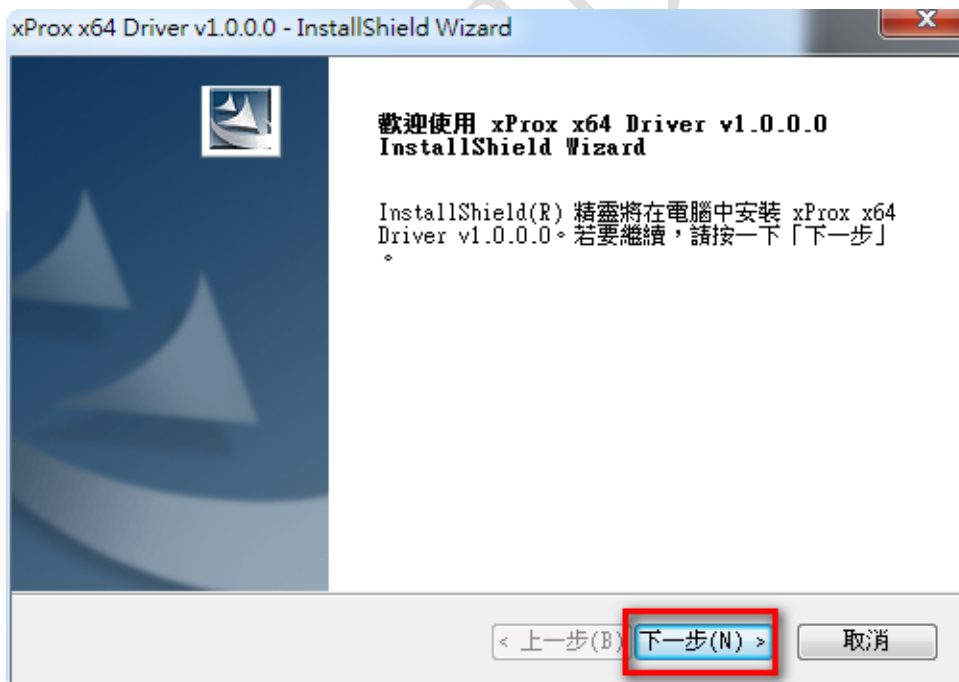 xProx x64 Driver v1.0.0.0 - InstallShield Wizard
歡迎使用 xProx x64 Driver v1.0.0.0
InstallShield Wizard
InstallShield(R) 精靈將在電腦中安裝 xProx x64
Driver v1.0.0.0。若要繼續，請按一下「下一步」
。
< 上一步(B) 下一步(N) > 取消